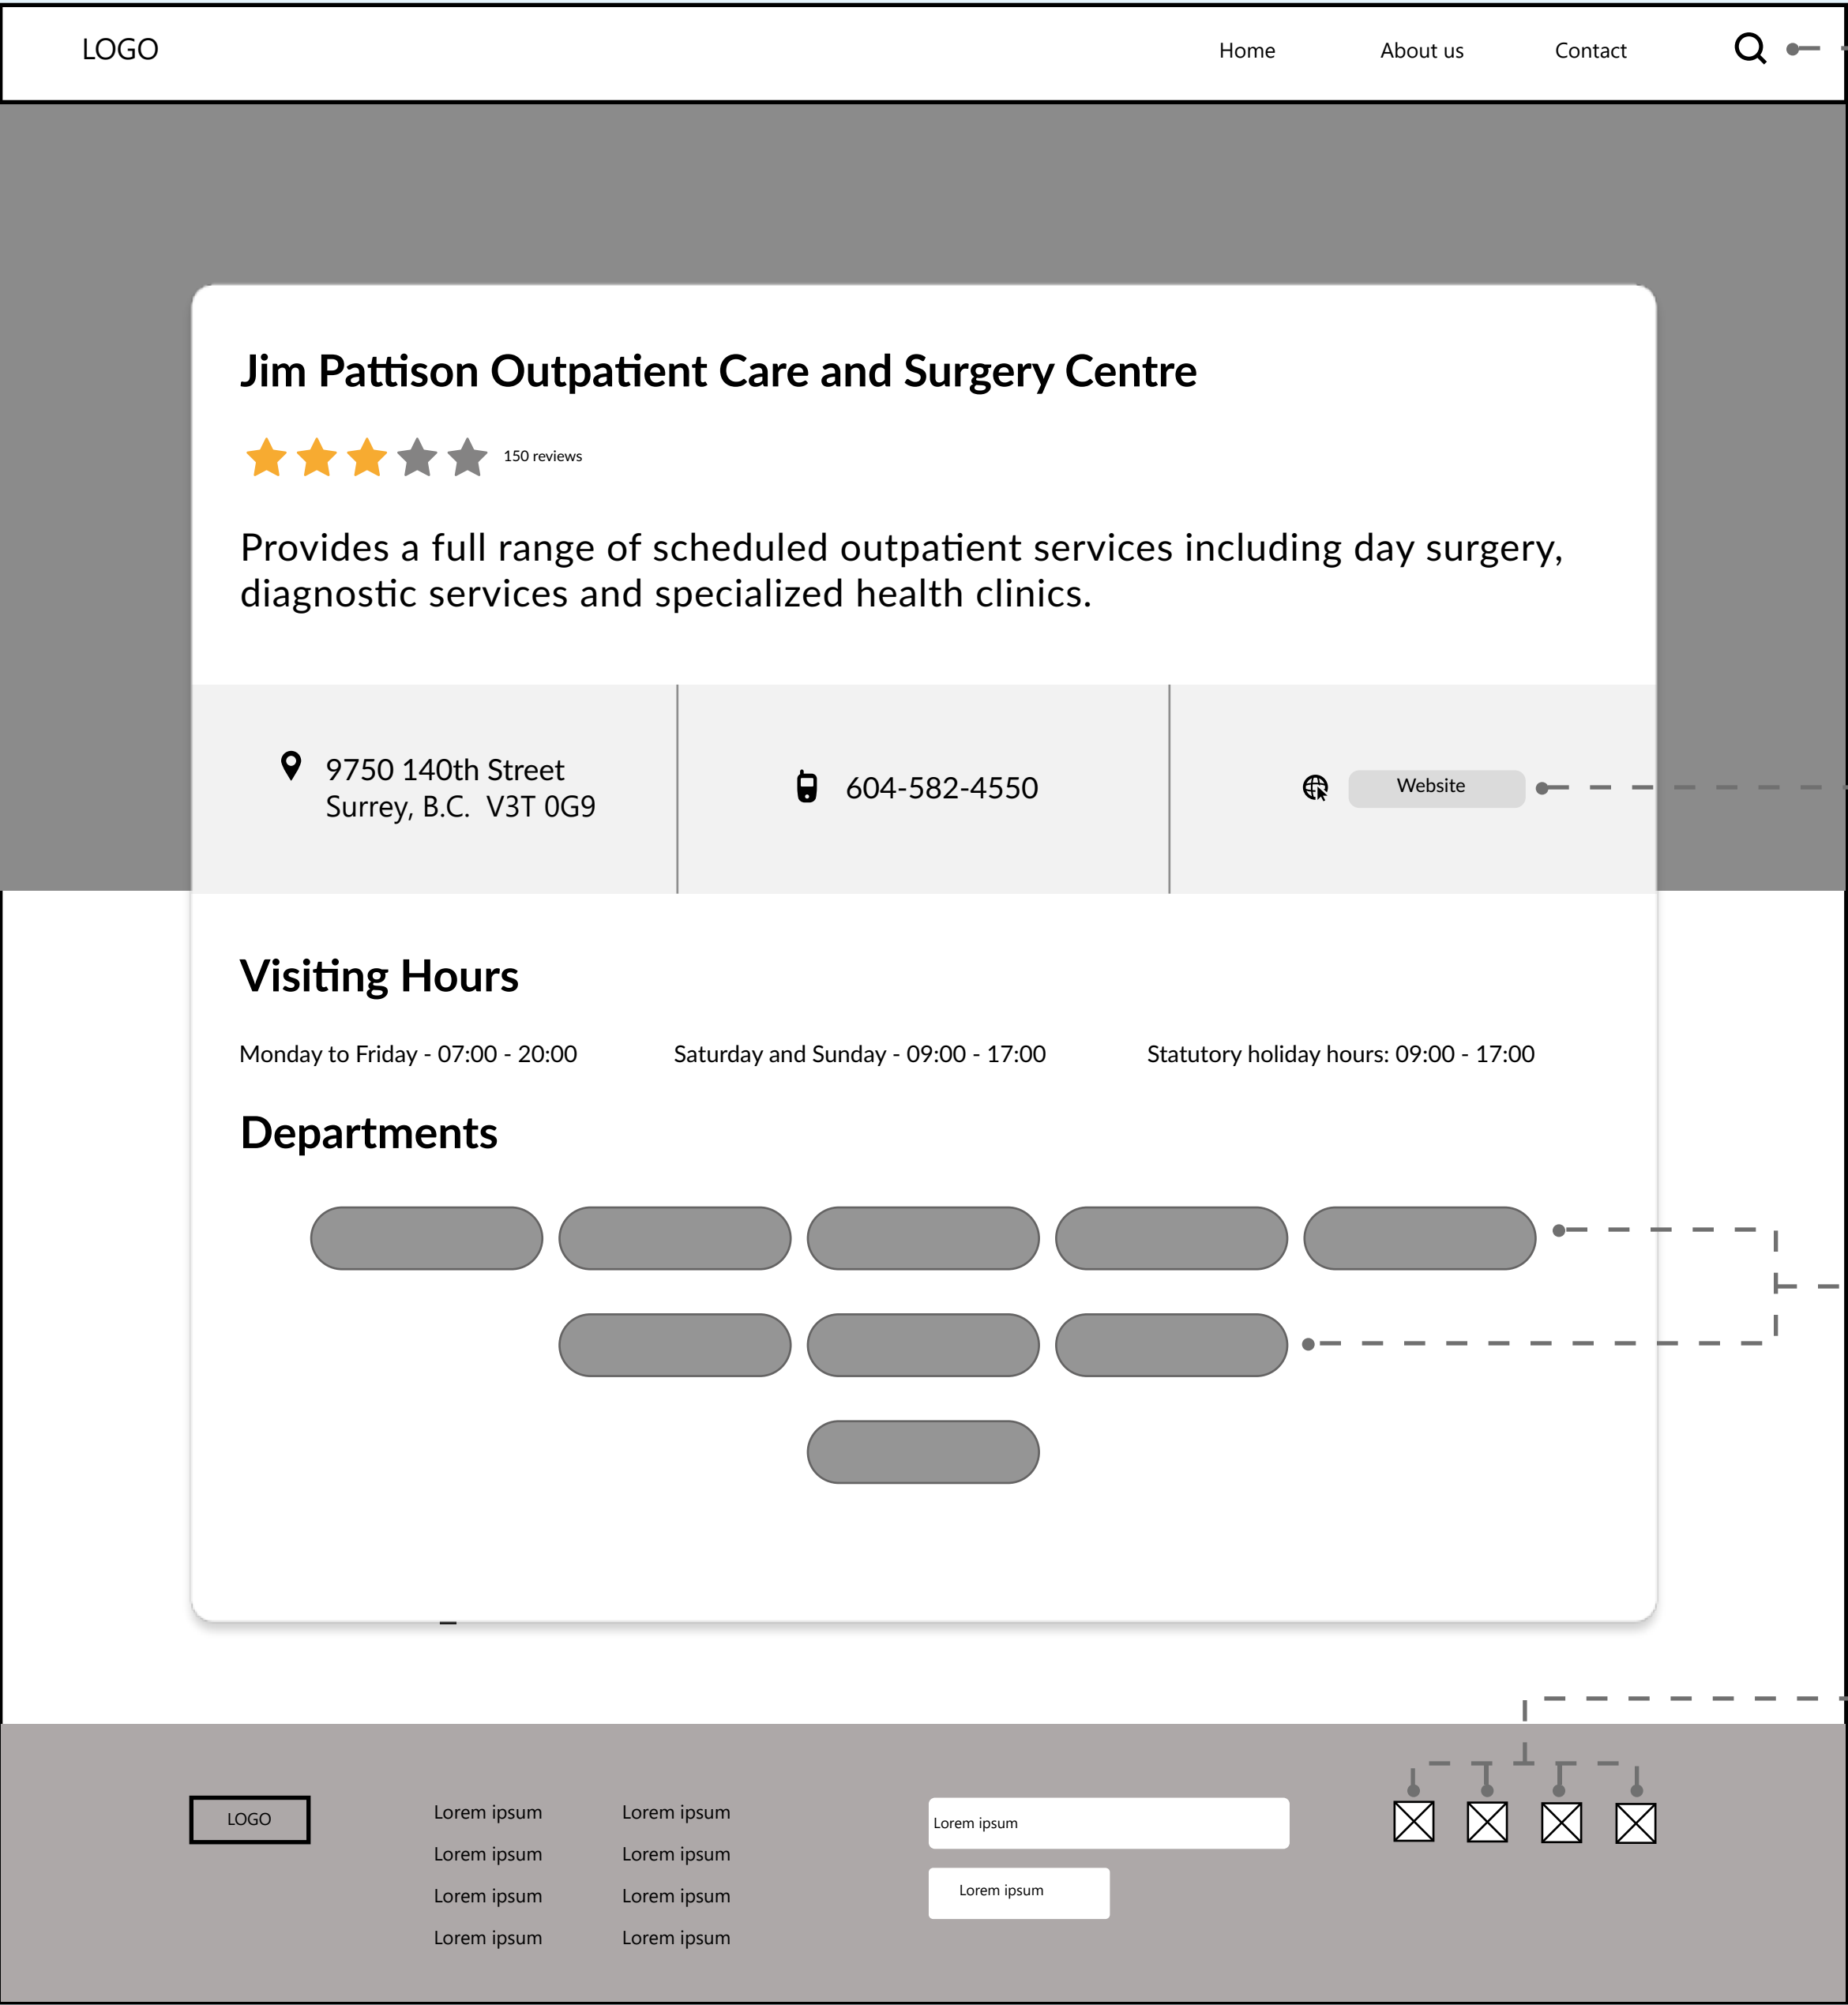 LOGO
Home
About us
Contact
Jim Pattison Outpatient Care and Surgery Centre
150 reviews
Provides a full range of scheduled outpatient services including day surgery,
diagnostic services and specialized health clinics.
9750 140th Street
Surrey, B.C.  V3T 0G9
604-582-4550
Website
Visiting Hours
Monday to Friday - 07:00 - 20:00
Saturday and Sunday - 09:00 - 17:00
Statutory holiday hours: 09:00 - 17:00
Departments
LOGO
Lorem ipsum
Lorem ipsum
Lorem ipsum
Lorem ipsum
Lorem ipsum
Lorem ipsum
Lorem ipsum
Lorem ipsum
Lorem ipsum
Lorem ipsum